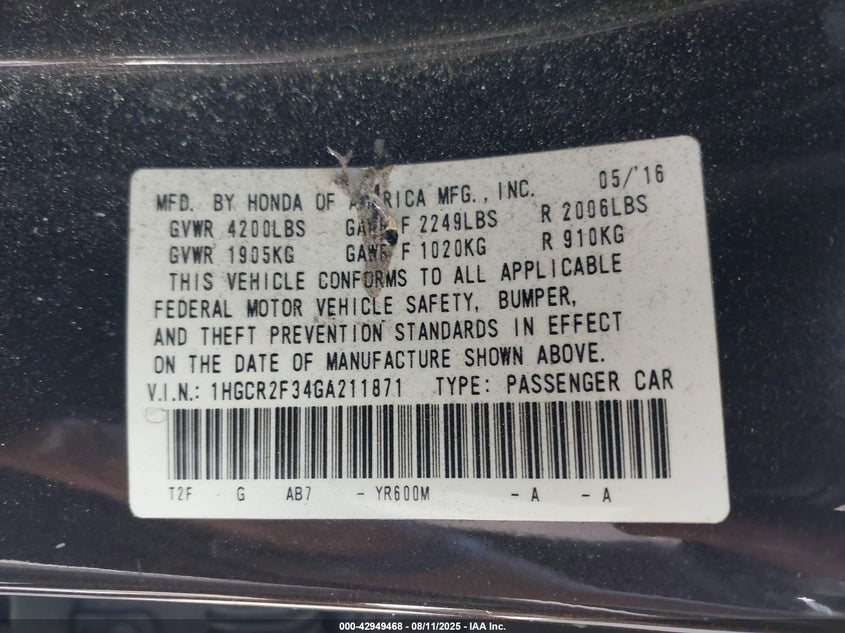 MFD. BY HONDA OF AMERICA MFG., INC. 05/'16
GVWR 4200LBS GAWR F 2249LBS R 2006LBS
GVWR 1905KG GAWR F 1020KG R 910KG
THIS VEHICLE CONFORMS TO ALL APPLICABLE
FEDERAL MOTOR VEHICLE SAFETY, BUMPER,
AND THEFT PREVENTION STANDARDS IN EFFECT
ON THE DATE OF MANUFACTURE SHOWN ABOVE.
V.I.N.: 1HGCR2F34GA211871 TYPE: PASSENGER CAR
T2F G AB7 - YR600M - A - A
000-42949468 - 08/11/2025 - IAA Inc.